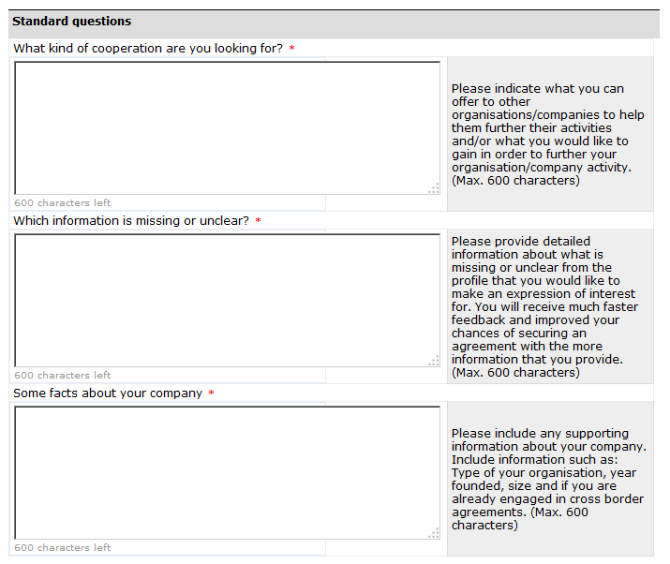 Standard questions
What kind of cooperation are you looking for? *
Please indicate what you can
offer to other
organisations/companies to help
them further their activities
and/or what you would like to
gain in order to further your
organisation/company activity.
(Max. 600 characters)
600 characters left
Which information is missing or unclear? *
Please provide detailed
information about what is
missing or unclear from the
profile that you would like to
make an expression of interest
for. You will receive much faster
feedback and improved your
chances of securing an
agreement with the more
information that you provide.
(Max. 600 characters)
600 characters left
Some facts about your company *
Please include any supporting
information about your company.
Include information such as:
Type of your organisation, year
founded, size and if you are
already engaged in cross border
agreements. (Max. 600
characters)
600 characters left